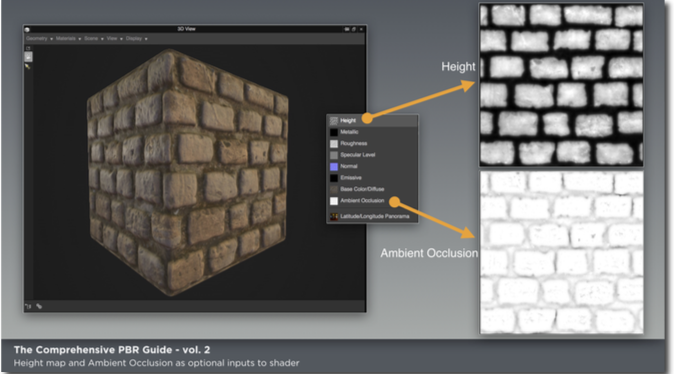 3D View
Geometry Materials Scene View Display
Height
Height
Metallic
Roughness
Specular Level
Normal
Emissive
Base Color/Diffuse
Ambient Occlusion
Latitude/Longitude Panorama
Ambient Occlusion
The Comprehensive PBR Guide - vol. 2
Height map and Ambient Occlusion as optional inputs to shader